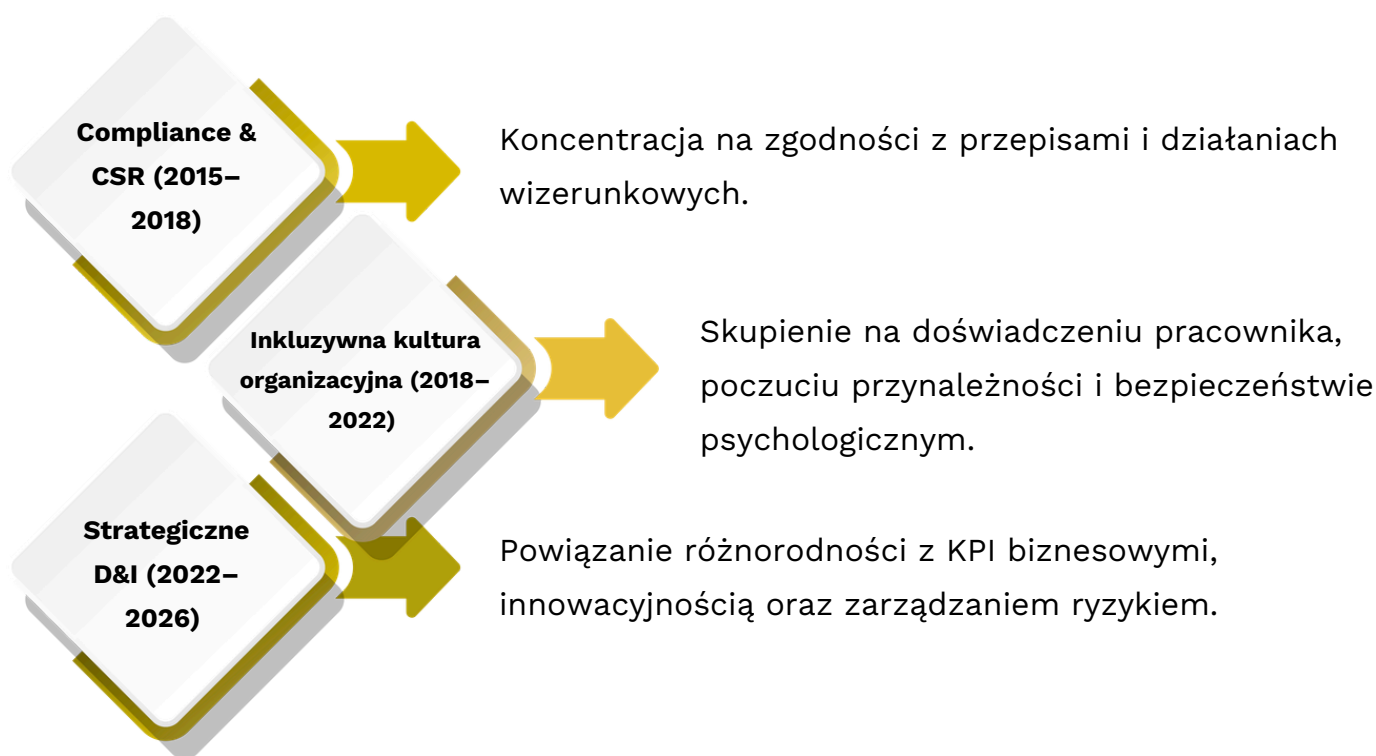 Compliance &
CSR (2015–
2018)
Koncentracja na zgodności z przepisami i działaniach
wizerunkowych.
Inkluzywna kultura
organizacyjna (2018–
2022)
Skupienie na doświadczeniu pracownika,
poczuciu przynależności i bezpieczeństwie
psychologicznym.
Strategiczne
D&I (2022–
2026)
Powiązanie różnorodności z KPI biznesowymi,
innowacyjnością oraz zarządzaniem ryzykiem.